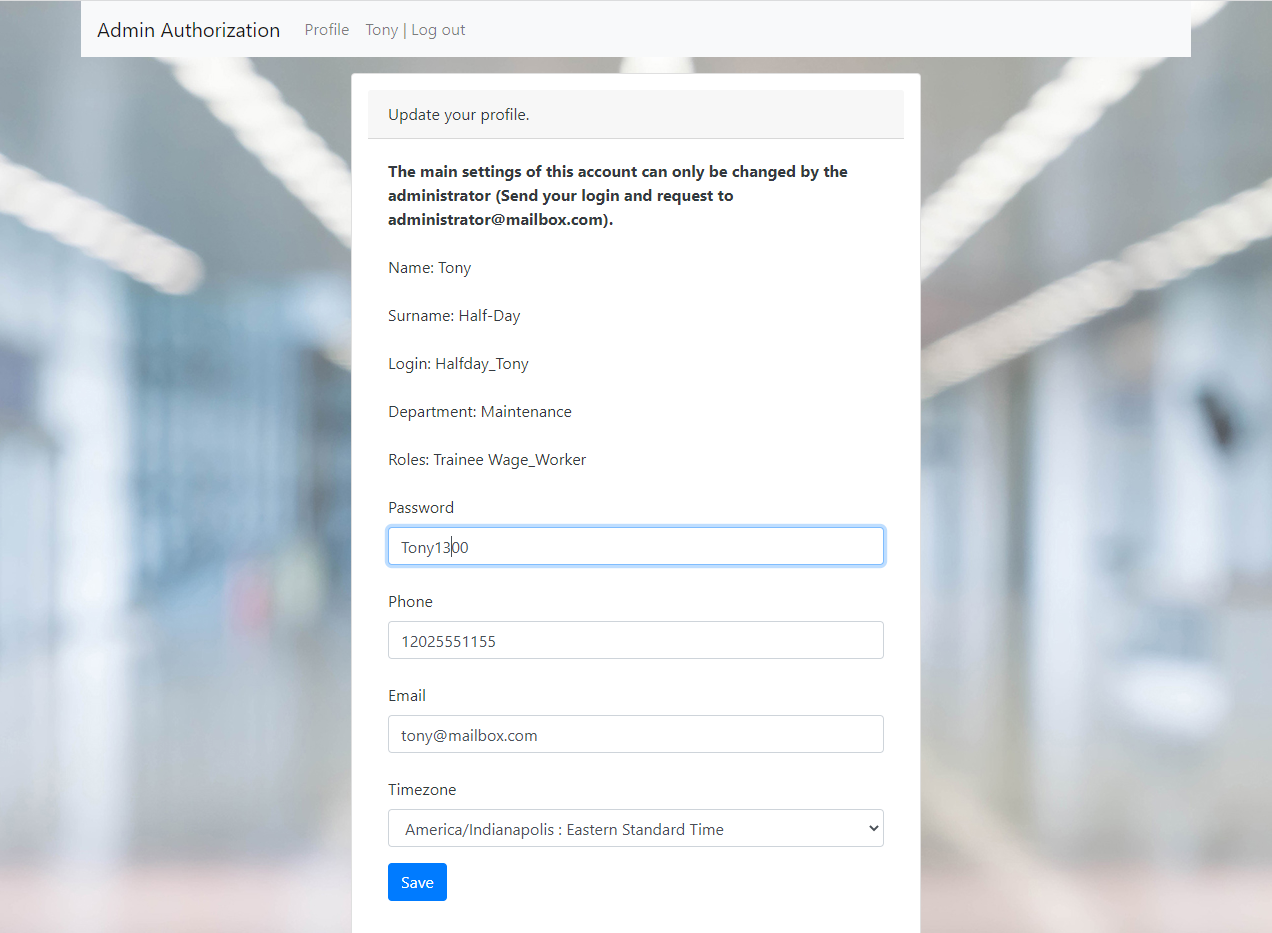 Admin Authorization Profile Tony | Log out
Update your profile.
The main settings of this account can only be changed by the
administrator (Send your login and request to
administrator@mailbox.com).
Name: Tony
Surname: Half-Day
Login: Halfday_Tony
Department: Maintenance
Roles: Trainee Wage_Worker
Password
Tony1300
Phone
12025551155
Email
tony@mailbox.com
Timezone
America/Indianapolis : Eastern Standard Time
Save